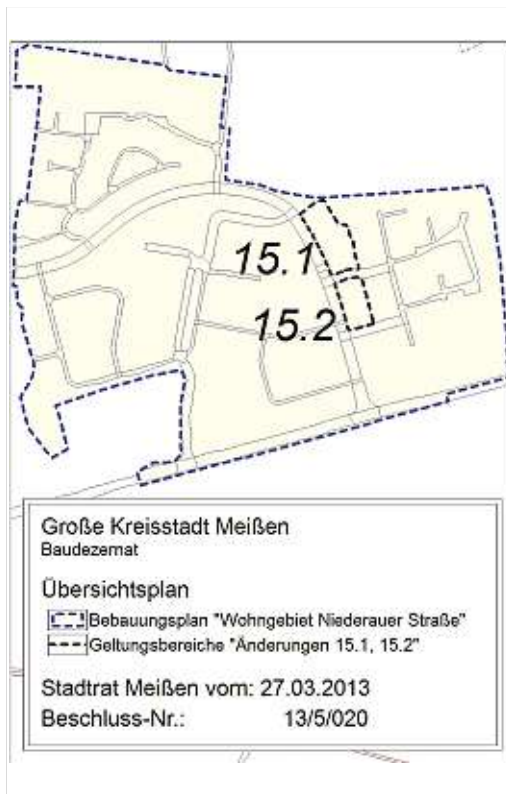 15.1
15.2
Große Kreisstadt Meißen
Baudezernat
Übersichtsplan
Bebauungsplan "Wohngebiet Niederauer Straße"
Geltungsbereiche "Änderungen 15.1, 15.2"
Stadtrat Meißen vom: 27.03.2013
Beschluss-Nr.: 13/5/020